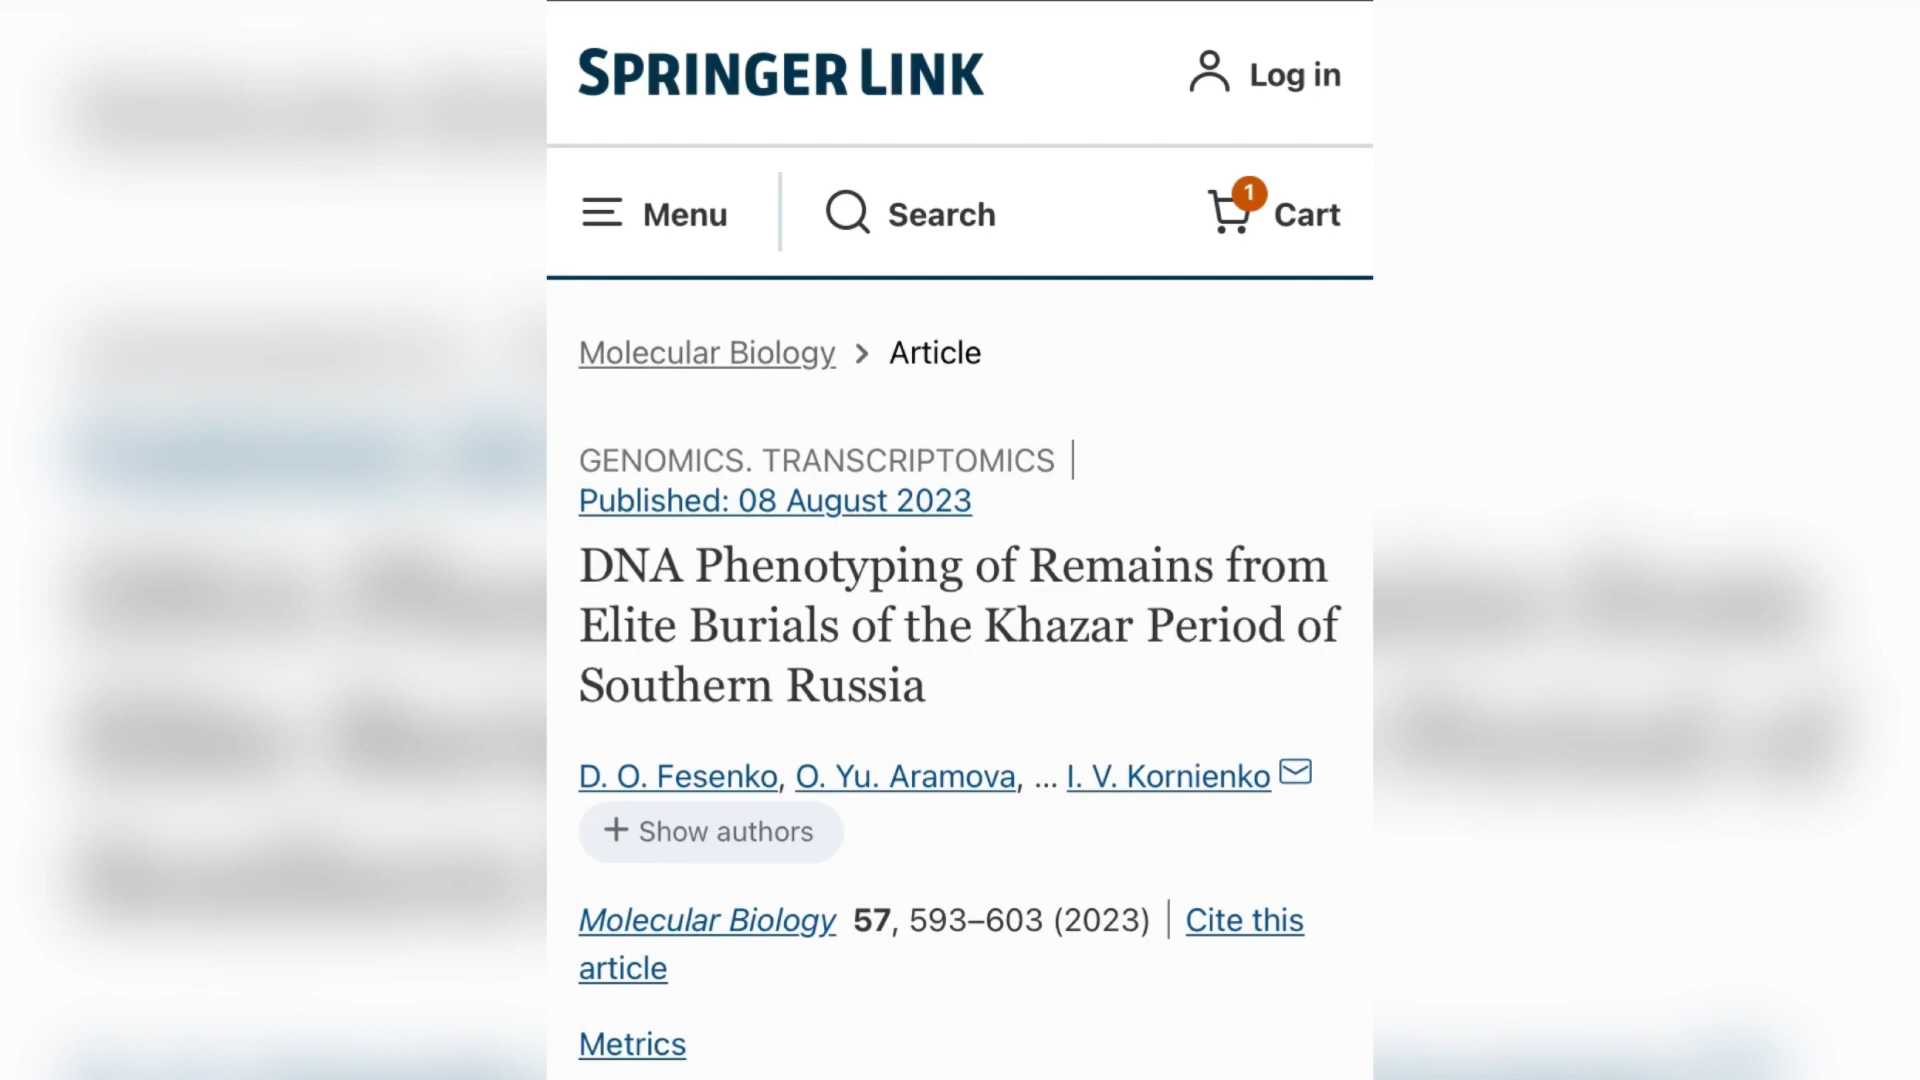 SPRINGER LINK
Log in
Menu
Search
1
Cart
Molecular Biology > Article
GENOMICS. TRANSCRIPTOMICS |
Published: 08 August 2023
DNA Phenotyping of Remains from
Elite Burials of the Khazar Period of
Southern Russia
D. O. Fesenko, O. Yu. Aramova, ... I. V. Kornienko
+ Show authors
Molecular Biology 57, 593–603 (2023) | Cite this
article
Metrics